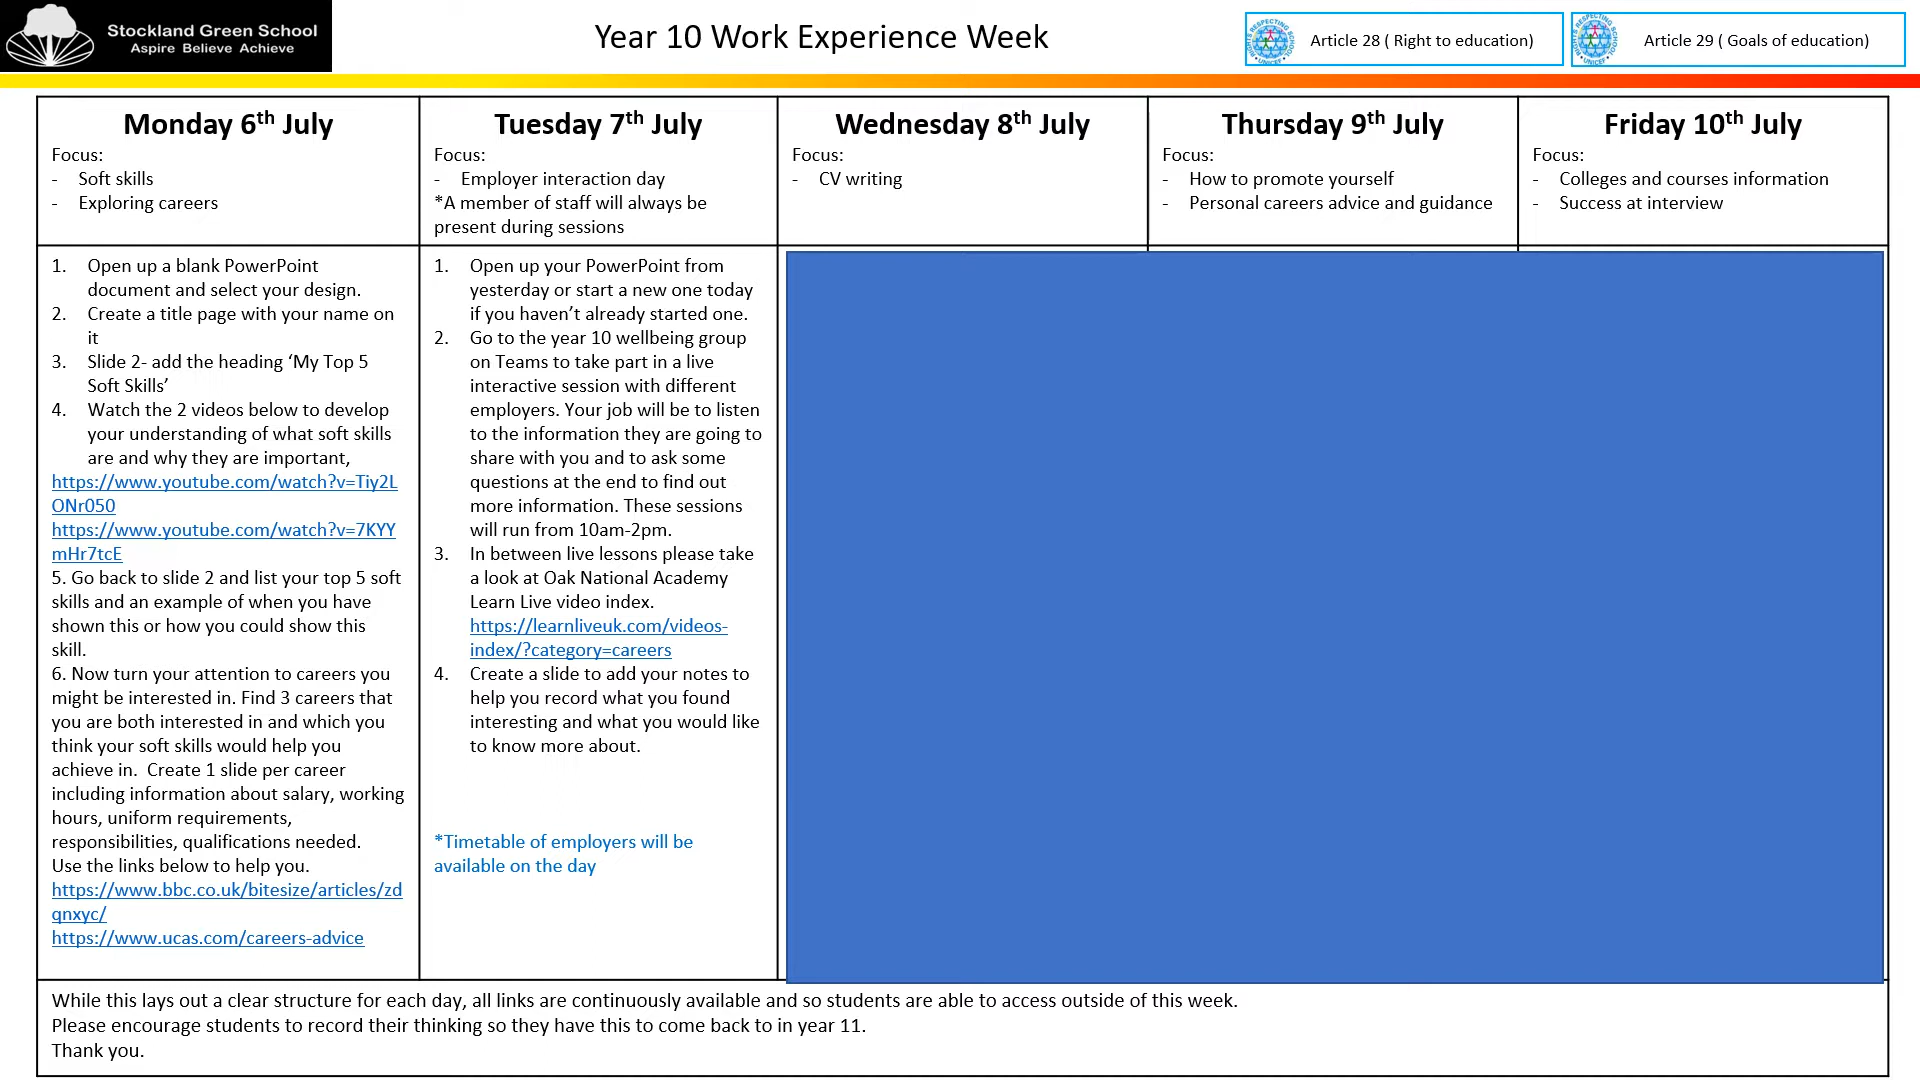 Stockland Green School
Aspire Believe Achieve
Year 10 Work Experience Week
RIGHTS RESPECTING SCHOOLS
UNICEF
Article 28 ( Right to education)
RIGHTS RESPECTING SCHOOLS
UNICEF
Article 29 ( Goals of education)
Monday 6th July
Focus:
- Soft skills
- Exploring careers
Tuesday 7th July
Focus:
- Employer interaction day
*A member of staff will always be
present during sessions
Wednesday 8th July
Focus:
- CV writing
Thursday 9th July
Focus:
- How to promote yourself
- Personal careers advice and guidance
Friday 10th July
Focus:
- Colleges and courses information
- Success at interview
1. Open up a blank PowerPoint
document and select your design.
2. Create a title page with your name on
it
3. Slide 2- add the heading ‘My Top 5
Soft Skills’
4. Watch the 2 videos below to develop
your understanding of what soft skills
are and why they are important,
https://www.youtube.com/watch?v=Tiy2L
ONr050
https://www.youtube.com/watch?v=7KYY
mHr7tcE
5. Go back to slide 2 and list your top 5 soft
skills and an example of when you have
shown this or how you could show this
skill.
6. Now turn your attention to careers you
might be interested in. Find 3 careers that
you are both interested in and which you
think your soft skills would help you
achieve in.  Create 1 slide per career
including information about salary, working
hours, uniform requirements,
responsibilities, qualifications needed.
Use the links below to help you.
https://www.bbc.co.uk/bitesize/articles/zd
qnxyc/
https://www.ucas.com/careers-advice
1. Open up your PowerPoint from
yesterday or start a new one today
if you haven’t already started one.
2. Go to the year 10 wellbeing group
on Teams to take part in a live
interactive session with different
employers. Your job will be to listen
to the information they are going to
share with you and to ask some
questions at the end to find out
more information. These sessions
will run from 10am-2pm.
3. In between live lessons please take
a look at Oak National Academy
Learn Live video index.
https://learnliveuk.com/videos-
index/?category=careers
4. Create a slide to add your notes to
help you record what you found
interesting and what you would like
to know more about.
*Timetable of employers will be
available on the day
While this lays out a clear structure for each day, all links are continuously available and so students are able to access outside of this week.
Please encourage students to record their thinking so they have this to come back to in year 11.
Thank you.